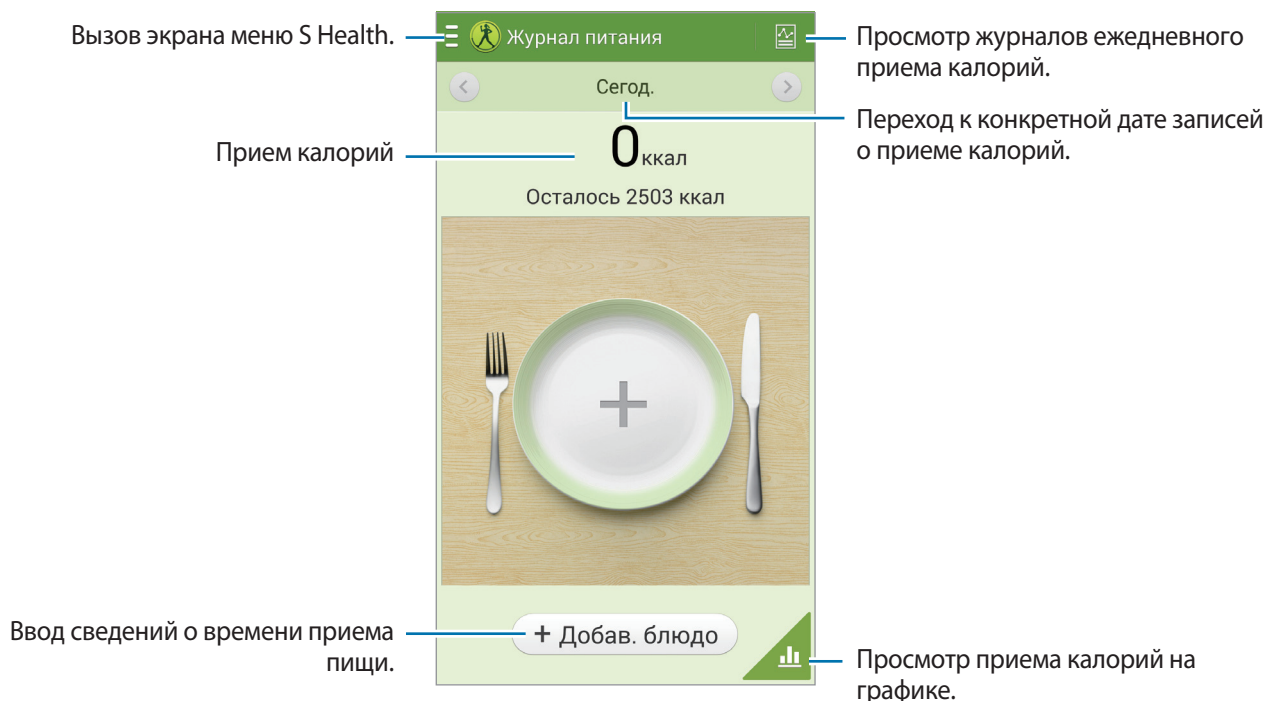 Вызов экрана меню S Health.
Журнал питания
Просмотр журналов ежедневного
приема калорий.
Сегод.
Переход к конкретной дате записей
о приеме калорий.
Прием калорий
0ккал
Осталось 2503 ккал
Ввод сведений о времени приема
пищи.
+ Добав. блюдо
Просмотр приема калорий на
графике.